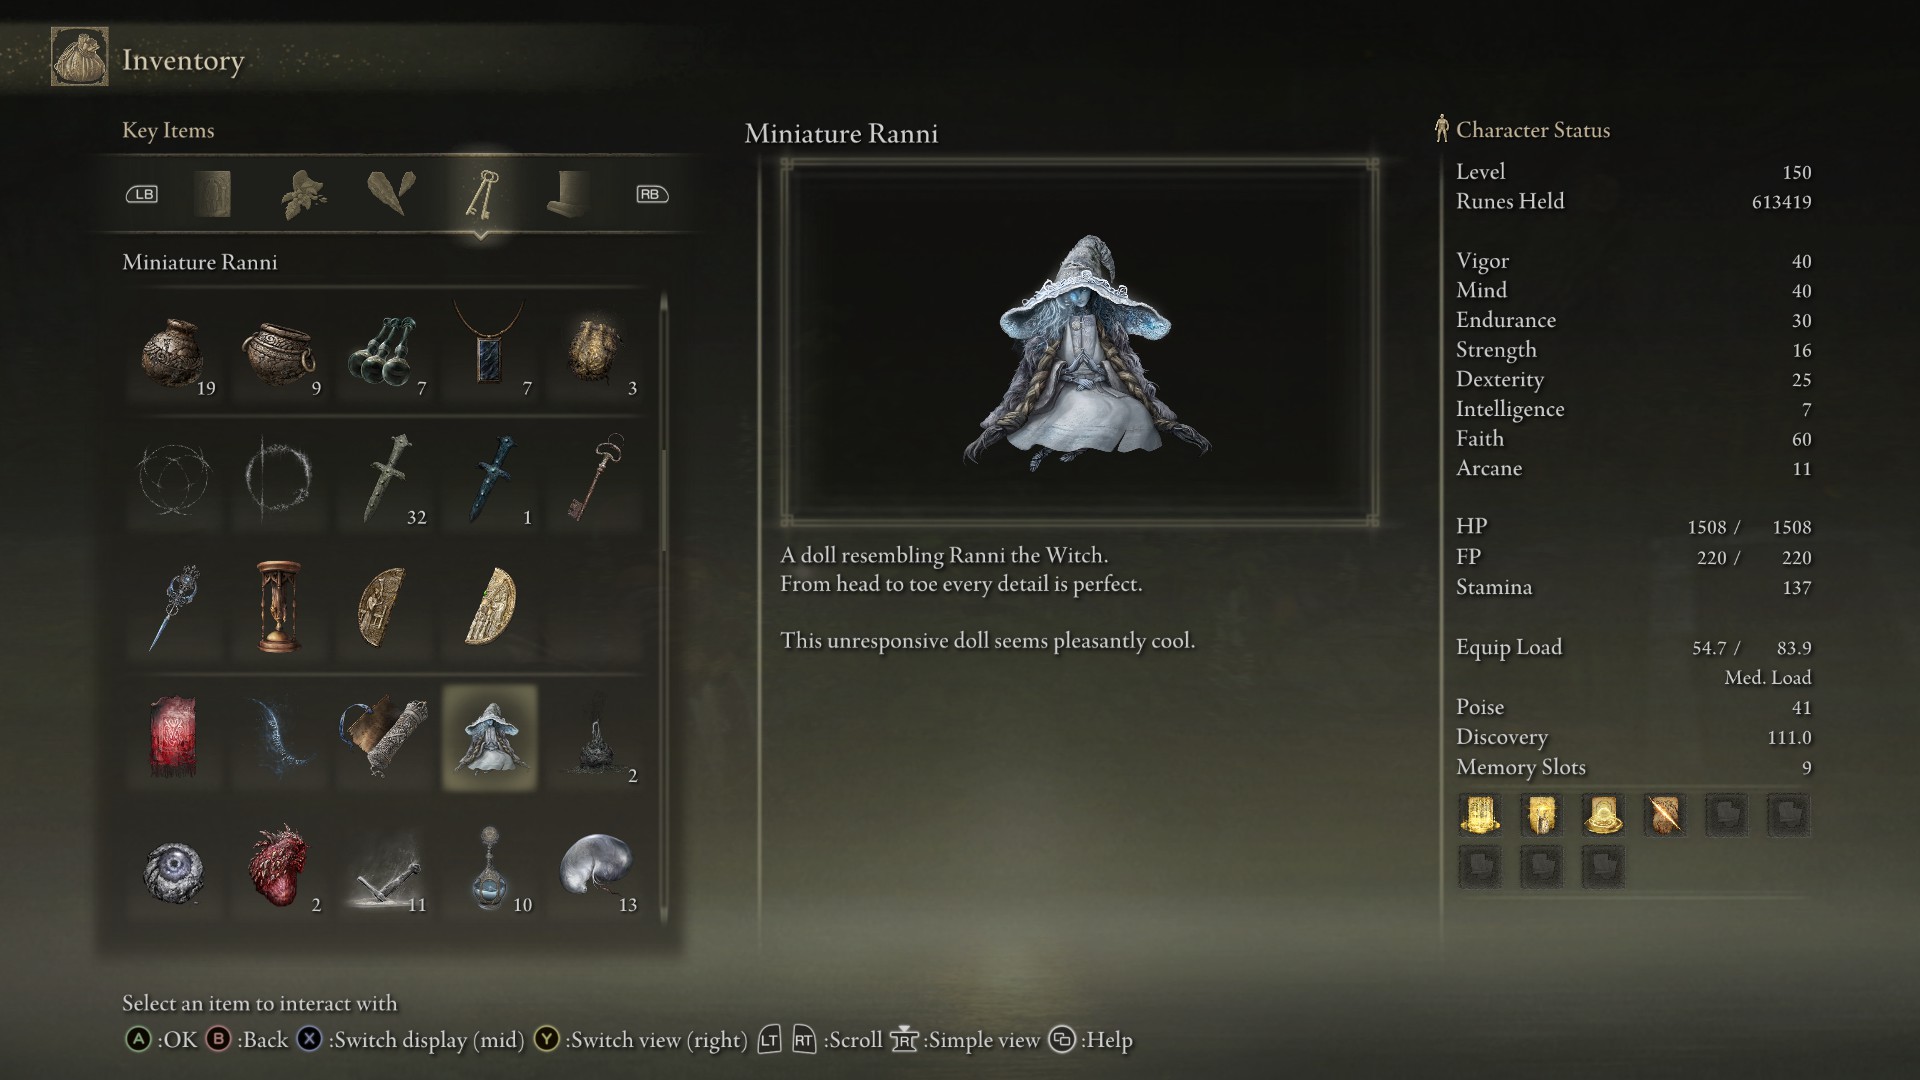 Inventory
Key Items
LB
RB
Miniature Ranni
19
9
7
7
3
32
1
2
2
11
10
13
Miniature Ranni
A doll resembling Ranni the Witch.
From head to toe every detail is perfect.
This unresponsive doll seems pleasantly cool.
Character Status
Level 150
Runes Held 613419
Vigor 40
Mind 40
Endurance 30
Strength 16
Dexterity 25
Intelligence 7
Faith 60
Arcane 11
HP 1508 / 1508
FP 220 / 220
Stamina 137
Equip Load 54.7 / 83.9
Med. Load
Poise 41
Discovery 111.0
Memory Slots 9
Select an item to interact with
A :OK B :Back X :Switch display (mid) Y :Switch view (right) LT RT :Scroll R :Simple view :Help